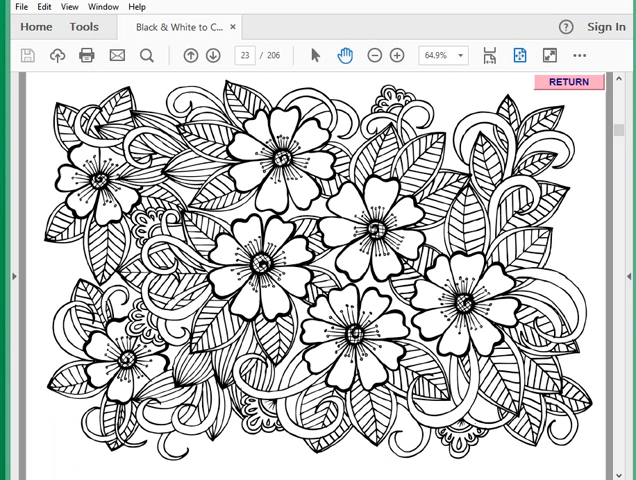 File Edit View Window Help
Home Tools Black & White to C... × Sign In
23 / 206 64.9%
RETURN